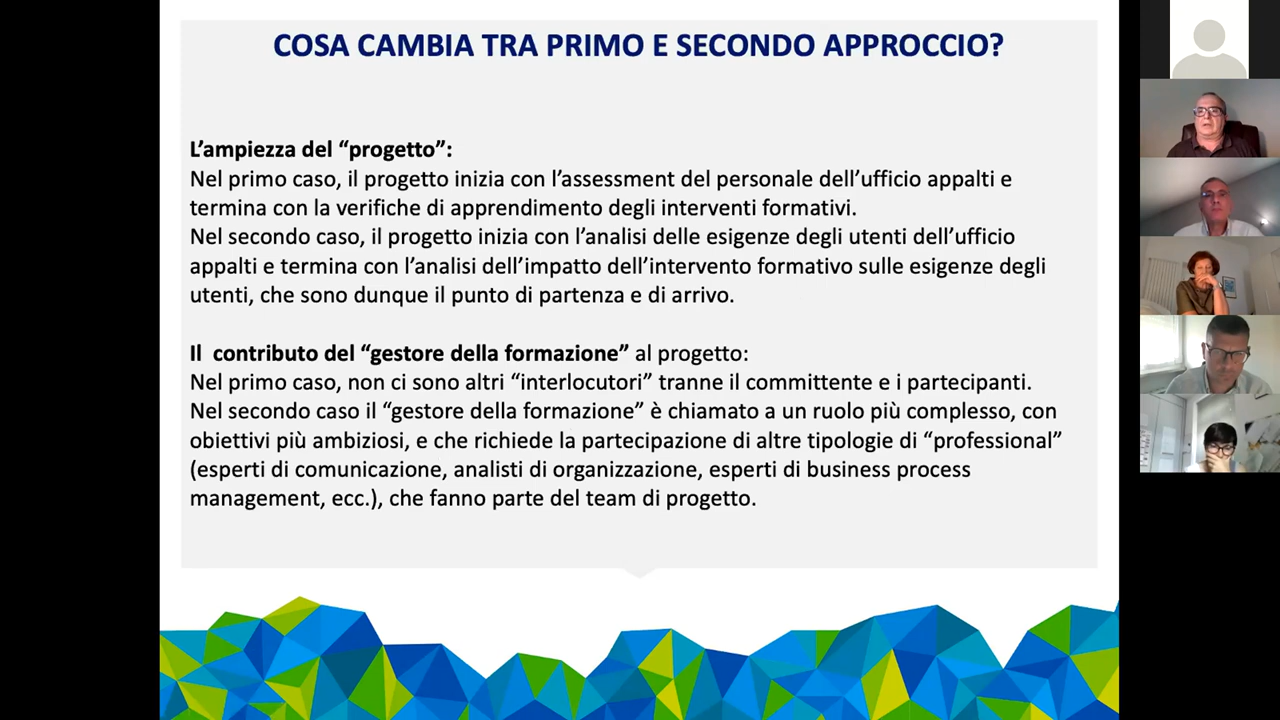 COSA CAMBIA TRA PRIMO E SECONDO APPROCCIO?
L’ampiezza del “progetto”:
Nel primo caso, il progetto inizia con l’assessment del personale dell’ufficio appalti e
termina con la verifiche di apprendimento degli interventi formativi.
Nel secondo caso, il progetto inizia con l’analisi delle esigenze degli utenti dell’ufficio
appalti e termina con l’analisi dell’impatto dell’intervento formativo sulle esigenze degli
utenti, che sono dunque il punto di partenza e di arrivo.
Il contributo del “gestore della formazione” al progetto:
Nel primo caso, non ci sono altri “interlocutori” tranne il committente e i partecipanti.
Nel secondo caso il “gestore della formazione” è chiamato a un ruolo più complesso, con
obiettivi più ambiziosi, e che richiede la partecipazione di altre tipologie di “professional”
(esperti di comunicazione, analisti di organizzazione, esperti di business process
management, ecc.), che fanno parte del team di progetto.